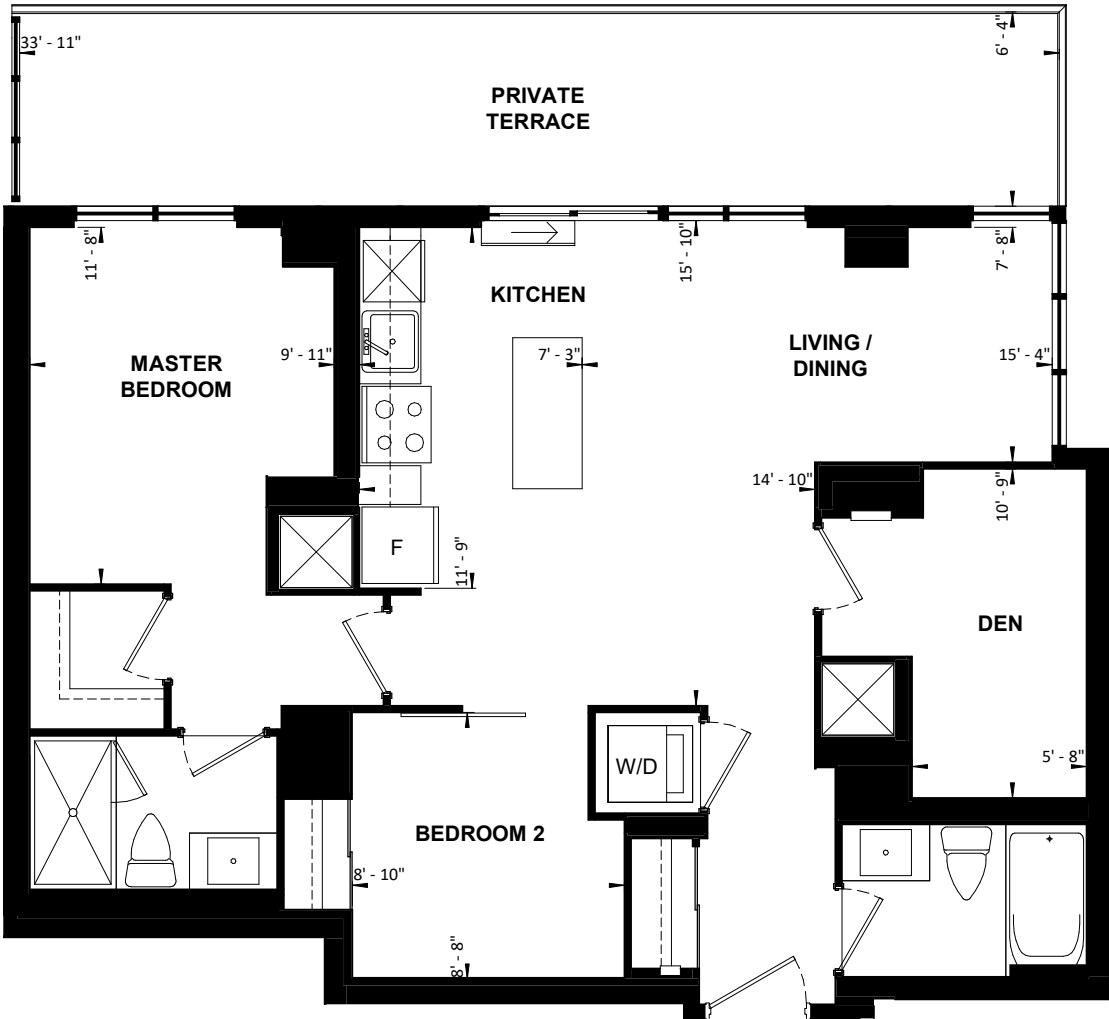 33' - 11"
6' - 4"
PRIVATE
TERRACE
11' - 8"
15' - 10"
7' - 8"
KITCHEN
MASTER
BEDROOM
9' - 11"
7' - 3"
LIVING /
DINING
15' - 4"
14' - 10"
10' - 9"
F
11' - 9"
DEN
W/D
5' - 8"
BEDROOM 2
8' - 10"
8' - 8"